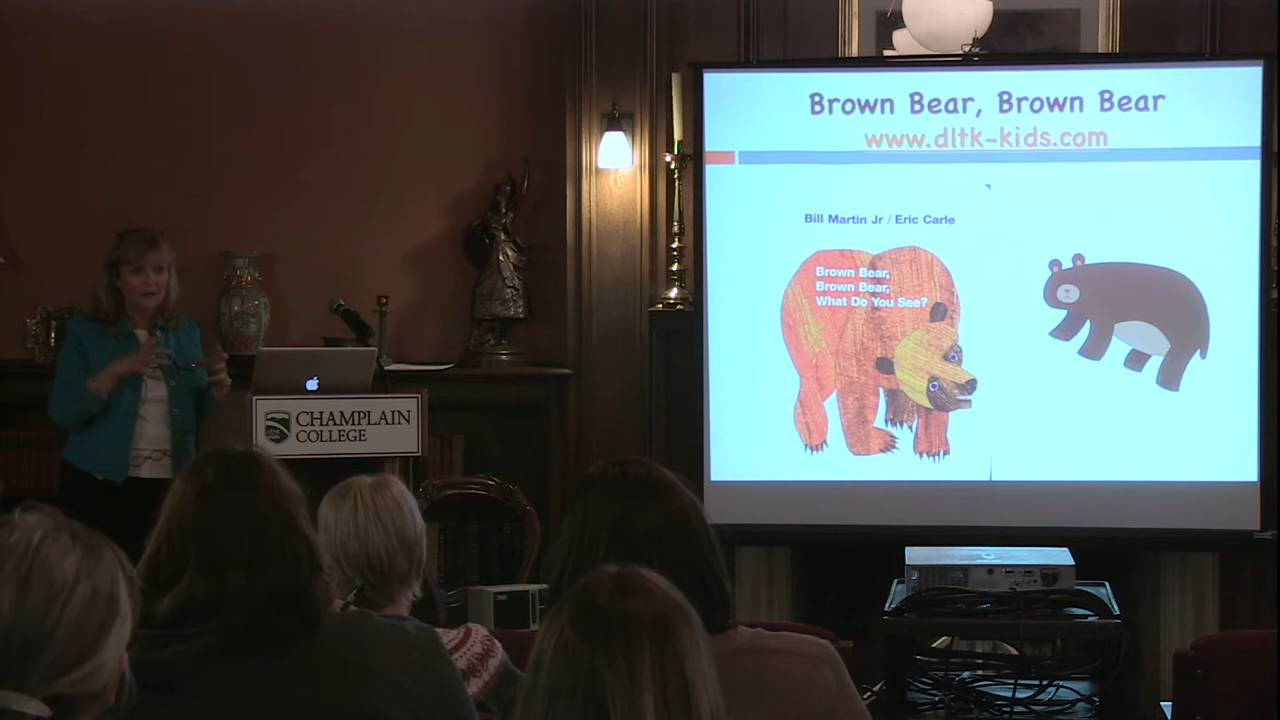 Brown Bear, Brown Bear
www.dltk-kids.com
Bill Martin Jr / Eric Carle
Brown Bear,
Brown Bear,
What Do You See?
CHAMPLAIN
COLLEGE